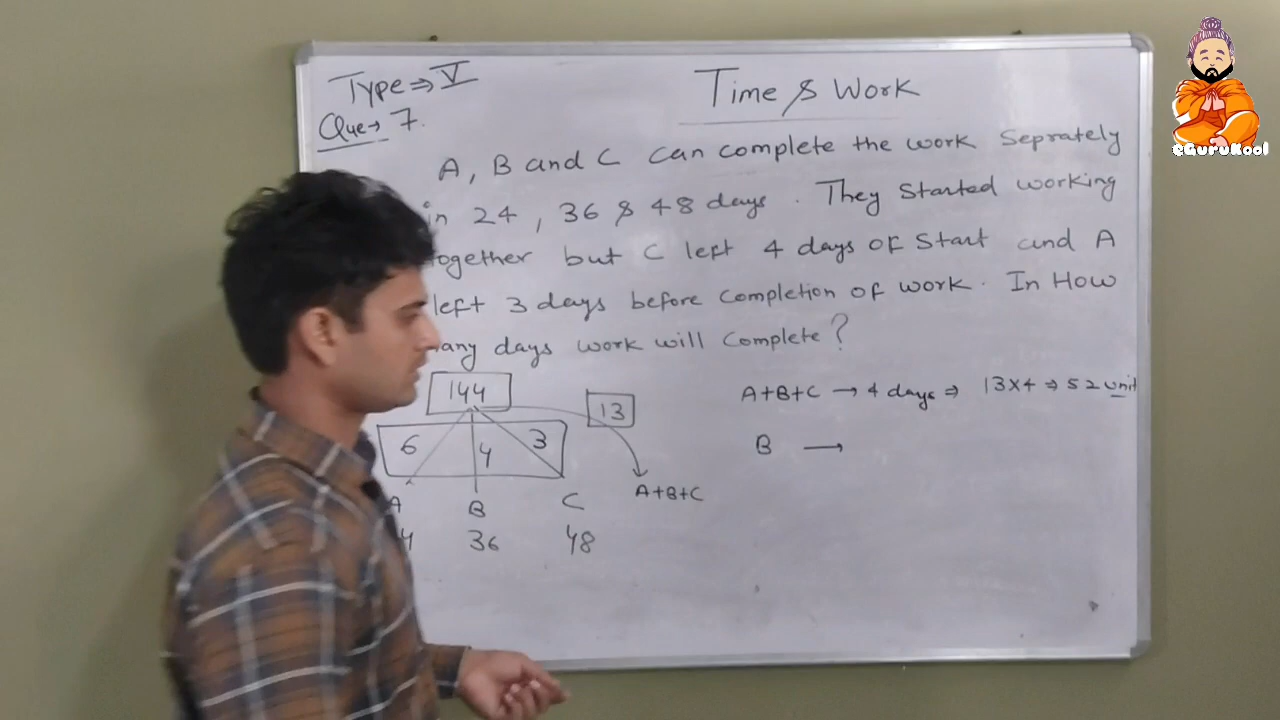 Type ⇒ V
Time & Work
Que→ 7.
A, B and C can complete the work Seprately
in 24, 36 & 48 days. They Started working
together but C left 4 days of Start and A
left 3 days before completion of work. In How
any days work will complete?
144
13
A+B+C → 4 days ⇒ 13x4 ⇒ 52 unit
6 4 3
B →
A B C A+B+C
4 36 48
eGuruKool